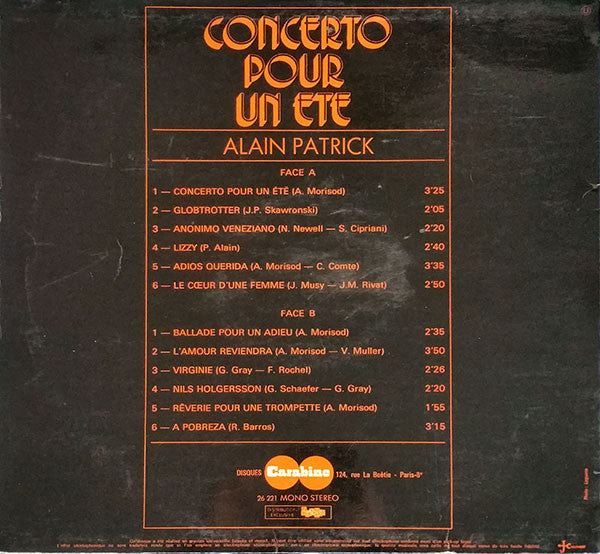 CONCERTO
POUR
UN ETE
ALAIN PATRICK
FACE A
1 — CONCERTO POUR UN ÉTÉ (A. Morisod) 3'25
2 — GLOBTROTTER (J.P. Skawronski) 2'05
3 — ANONIMO VENEZIANO (N. Newell — S. Cipriani) 2'20
4 — LIZZY (P. Alain) 2'40
5 — ADIOS QUERIDA (A. Morisod — C. Comte) 3'35
6 — LE CŒUR D'UNE FEMME (J. Musy — J.M. Rivat) 2'50
FACE B
1 — BALLADE POUR UN ADIEU (A. Morisod) 2'35
2 — L'AMOUR REVIENDRA (A. Morisod — V. Muller) 3'50
3 — VIRGINIE (G. Gray — F. Rochel) 2'26
4 — NILS HOLGERSSON (G. Schaefer — G. Gray) 2'20
5 — RÊVERIE POUR UNE TROMPETTE (A. Morisod) 1'55
6 — A POBREZA (R. Barros) 3'15
DISQUES Carabine 124, rue La Boëtie - Paris-8e
26 221 MONO STEREO
DISTRIBUTION
EXCLUSIVE